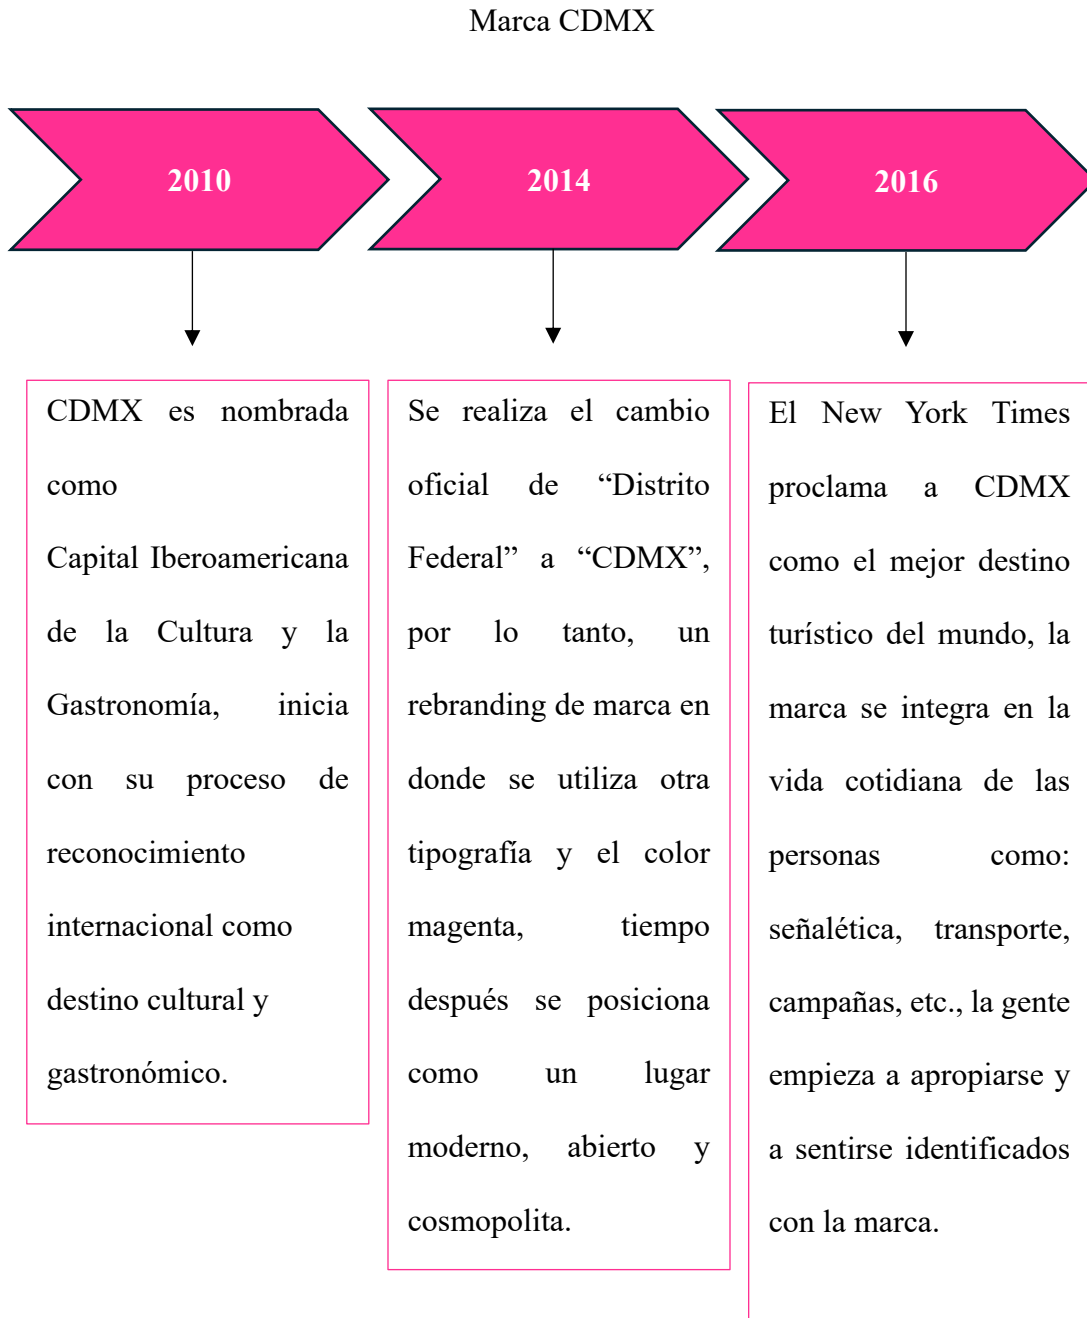 Marca CDMX
2010
2014
2016
CDMX es nombrada
como
Capital Iberoamericana
de la Cultura y la
Gastronomía, inicia
con su proceso de
reconocimiento
internacional como
destino cultural y
gastronómico.
Se realiza el cambio
oficial de “Distrito
Federal” a “CDMX”,
por lo tanto, un
rebranding de marca en
donde se utiliza otra
tipografía y el color
magenta, tiempo
después se posiciona
como un lugar
moderno, abierto y
cosmopolita.
El New York Times
proclama a CDMX
como el mejor destino
turístico del mundo, la
marca se integra en la
vida cotidiana de las
personas como:
señalética, transporte,
campañas, etc., la gente
empieza a apropiarse y
a sentirse identificados
con la marca.